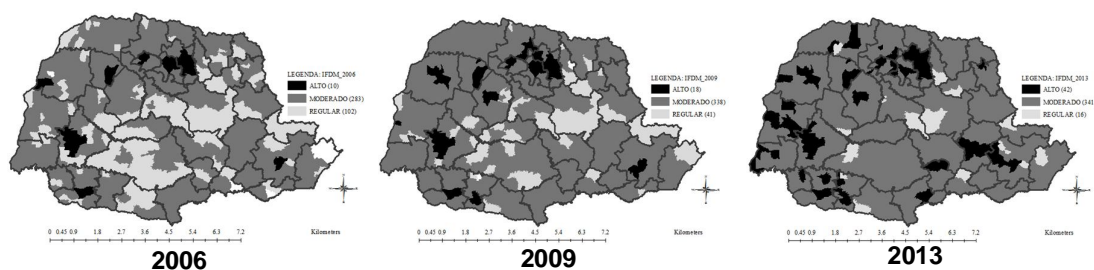 LEGENDA: IFDM_2006
ALTO (10)
MODERADO (283)
REGULAR (102)
Kilometers
0 0.45 0.9 1.8 2.7 3.6 4.5 5.4 6.3 7.2
2006
LEGENDA: IFDM_2009
ALTO (18)
MODERADO (338)
REGULAR (41)
Kilometers
0 0.45 0.9 1.8 2.7 3.6 4.5 5.4 6.3 7.2
2009
LEGENDA: IFDM_2013
ALTO (42)
MODERADO (341
REGULAR (16)
Kilometers
0 0.45 0.9 1.8 2.7 3.6 4.5 5.4 6.3 7.2
2013